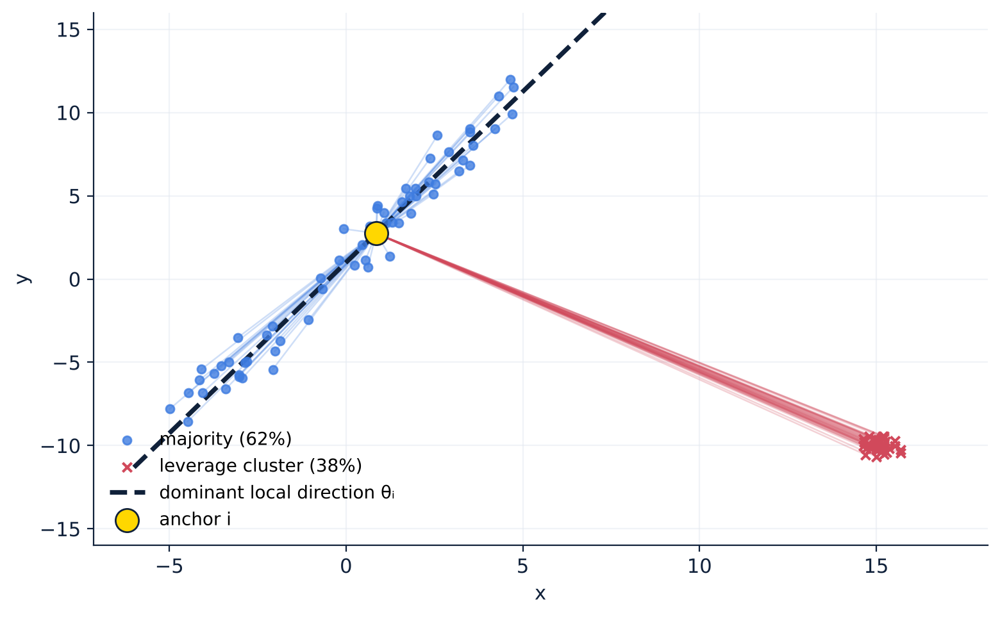 15
10
5
0
−5
−10
−15
y
majority (62%)
leverage cluster (38%)
dominant local direction θᵢ
anchor i
−5
0
5
10
15
x